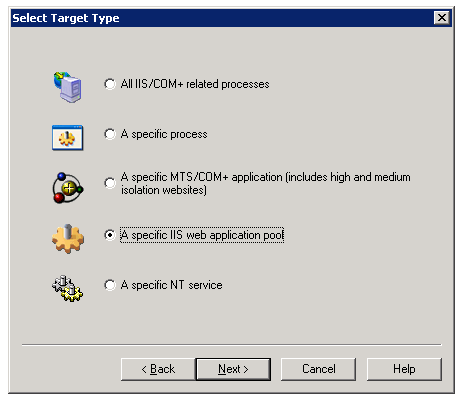 Select Target Type
All IIS/COM+ related processes
A specific process
A specific MTS/COM+ application (includes high and medium
isolation websites)
A specific IIS web application pool
A specific NT service
< Back
Next >
Cancel
Help